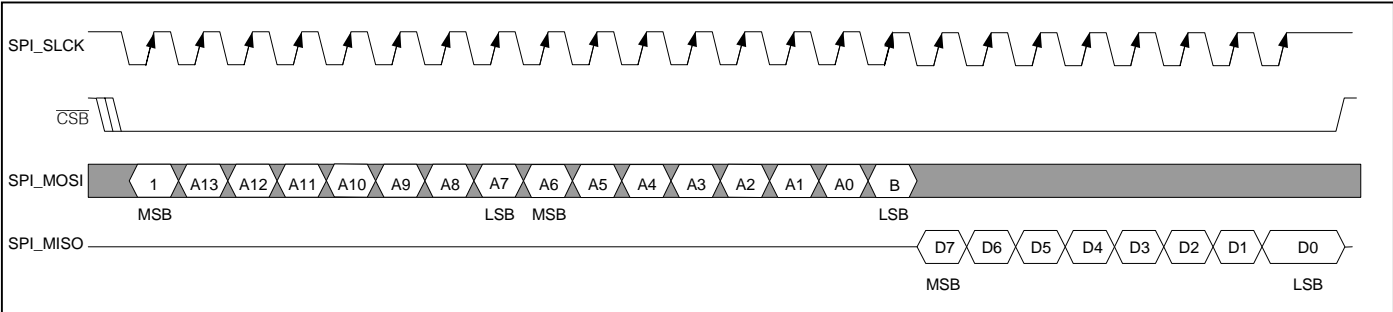 SPI_SLCK
CSB
SPI_MOSI 1 A13 A12 A11 A10 A9 A8 A7 A6 A5 A4 A3 A2 A1 A0 B
MSB LSB MSB LSB
SPI_MISO D7 D6 D5 D4 D3 D2 D1 D0
MSB LSB